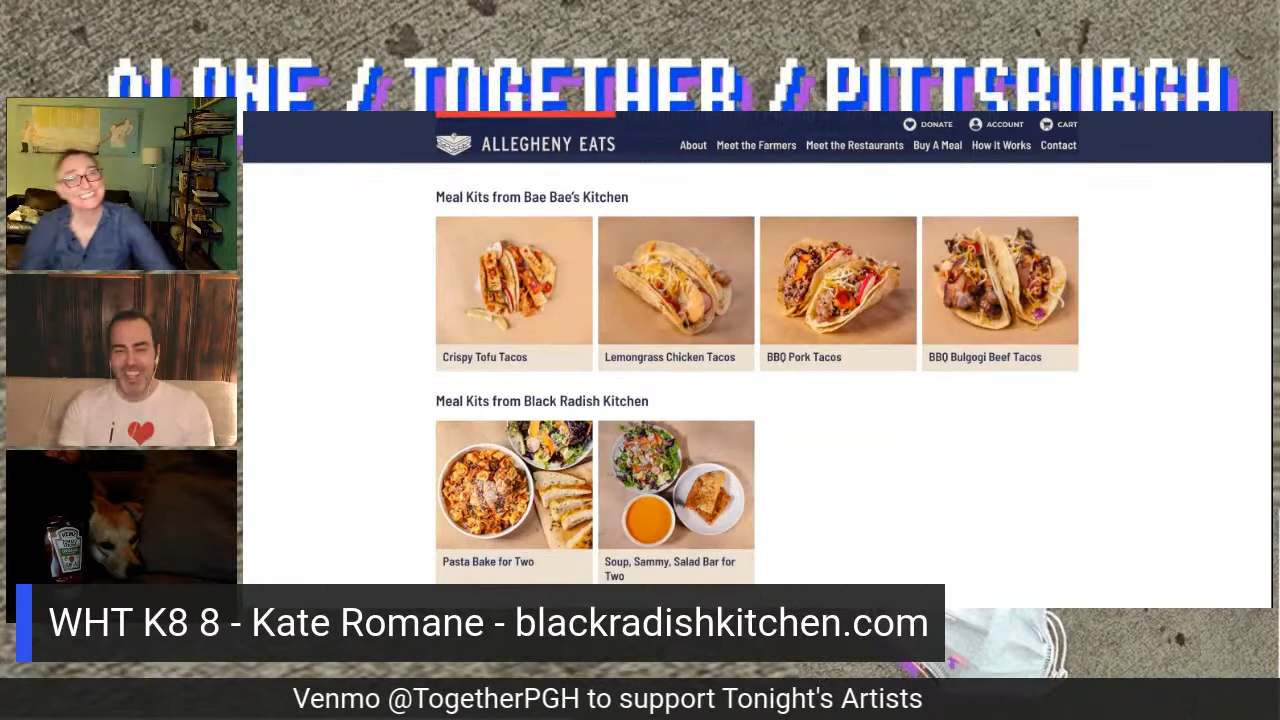 ALONE / TOGETHER / PITTSBURGH
DONATE ACCOUNT CART
ALLEGHENY EATS
About Meet the Farmers Meet the Restaurants Buy A Meal How It Works Contact
Meal Kits from Bae Bae's Kitchen
Crispy Tofu Tacos
Lemongrass Chicken Tacos
BBQ Pork Tacos
BBQ Bulgogi Beef Tacos
Meal Kits from Black Radish Kitchen
Pasta Bake for Two
Soup, Sammy, Salad Bar for
Two
i
HEINZ
WHT K8 8 - Kate Romane - blackradishkitchen.com
Venmo @TogetherPGH to support Tonight's Artists